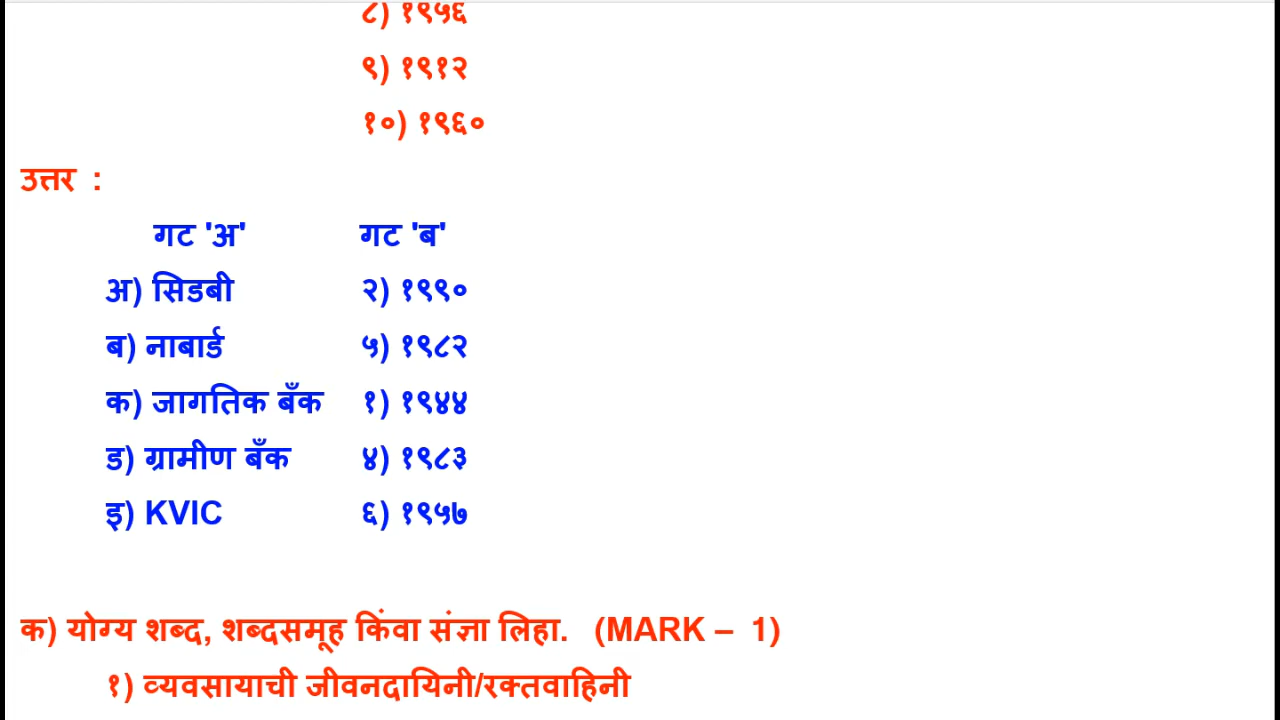 ८) १९५६
९) १९१२
१०) १९६०
उत्तर :
गट 'अ' गट 'ब'
अ) सिडबी २) १९९०
ब) नाबार्ड ५) १९८२
क) जागतिक बँक १) १९४४
ड) ग्रामीण बँक ४) १९८३
इ) KVIC ६) १९५७
क) योग्य शब्द, शब्दसमूह किंवा संज्ञा लिहा. (MARK – 1)
१) व्यवसायाची जीवनदायिनी/रक्तवाहिनी